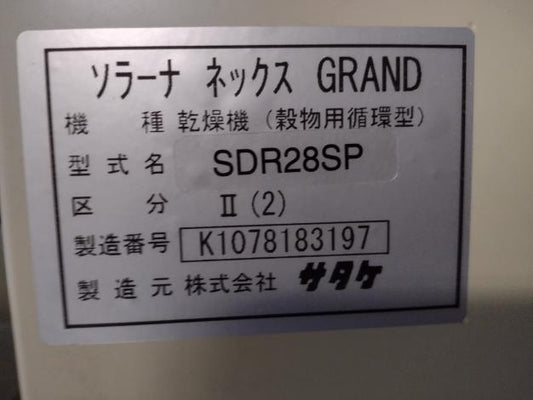 ソラーナ ネックス GRAND
機 種 乾燥機（穀物用循環型）
型式名 SDR28SP
区 分 Ⅱ(2)
製造番号 K1078183197
製造元 株式会社 サタケ